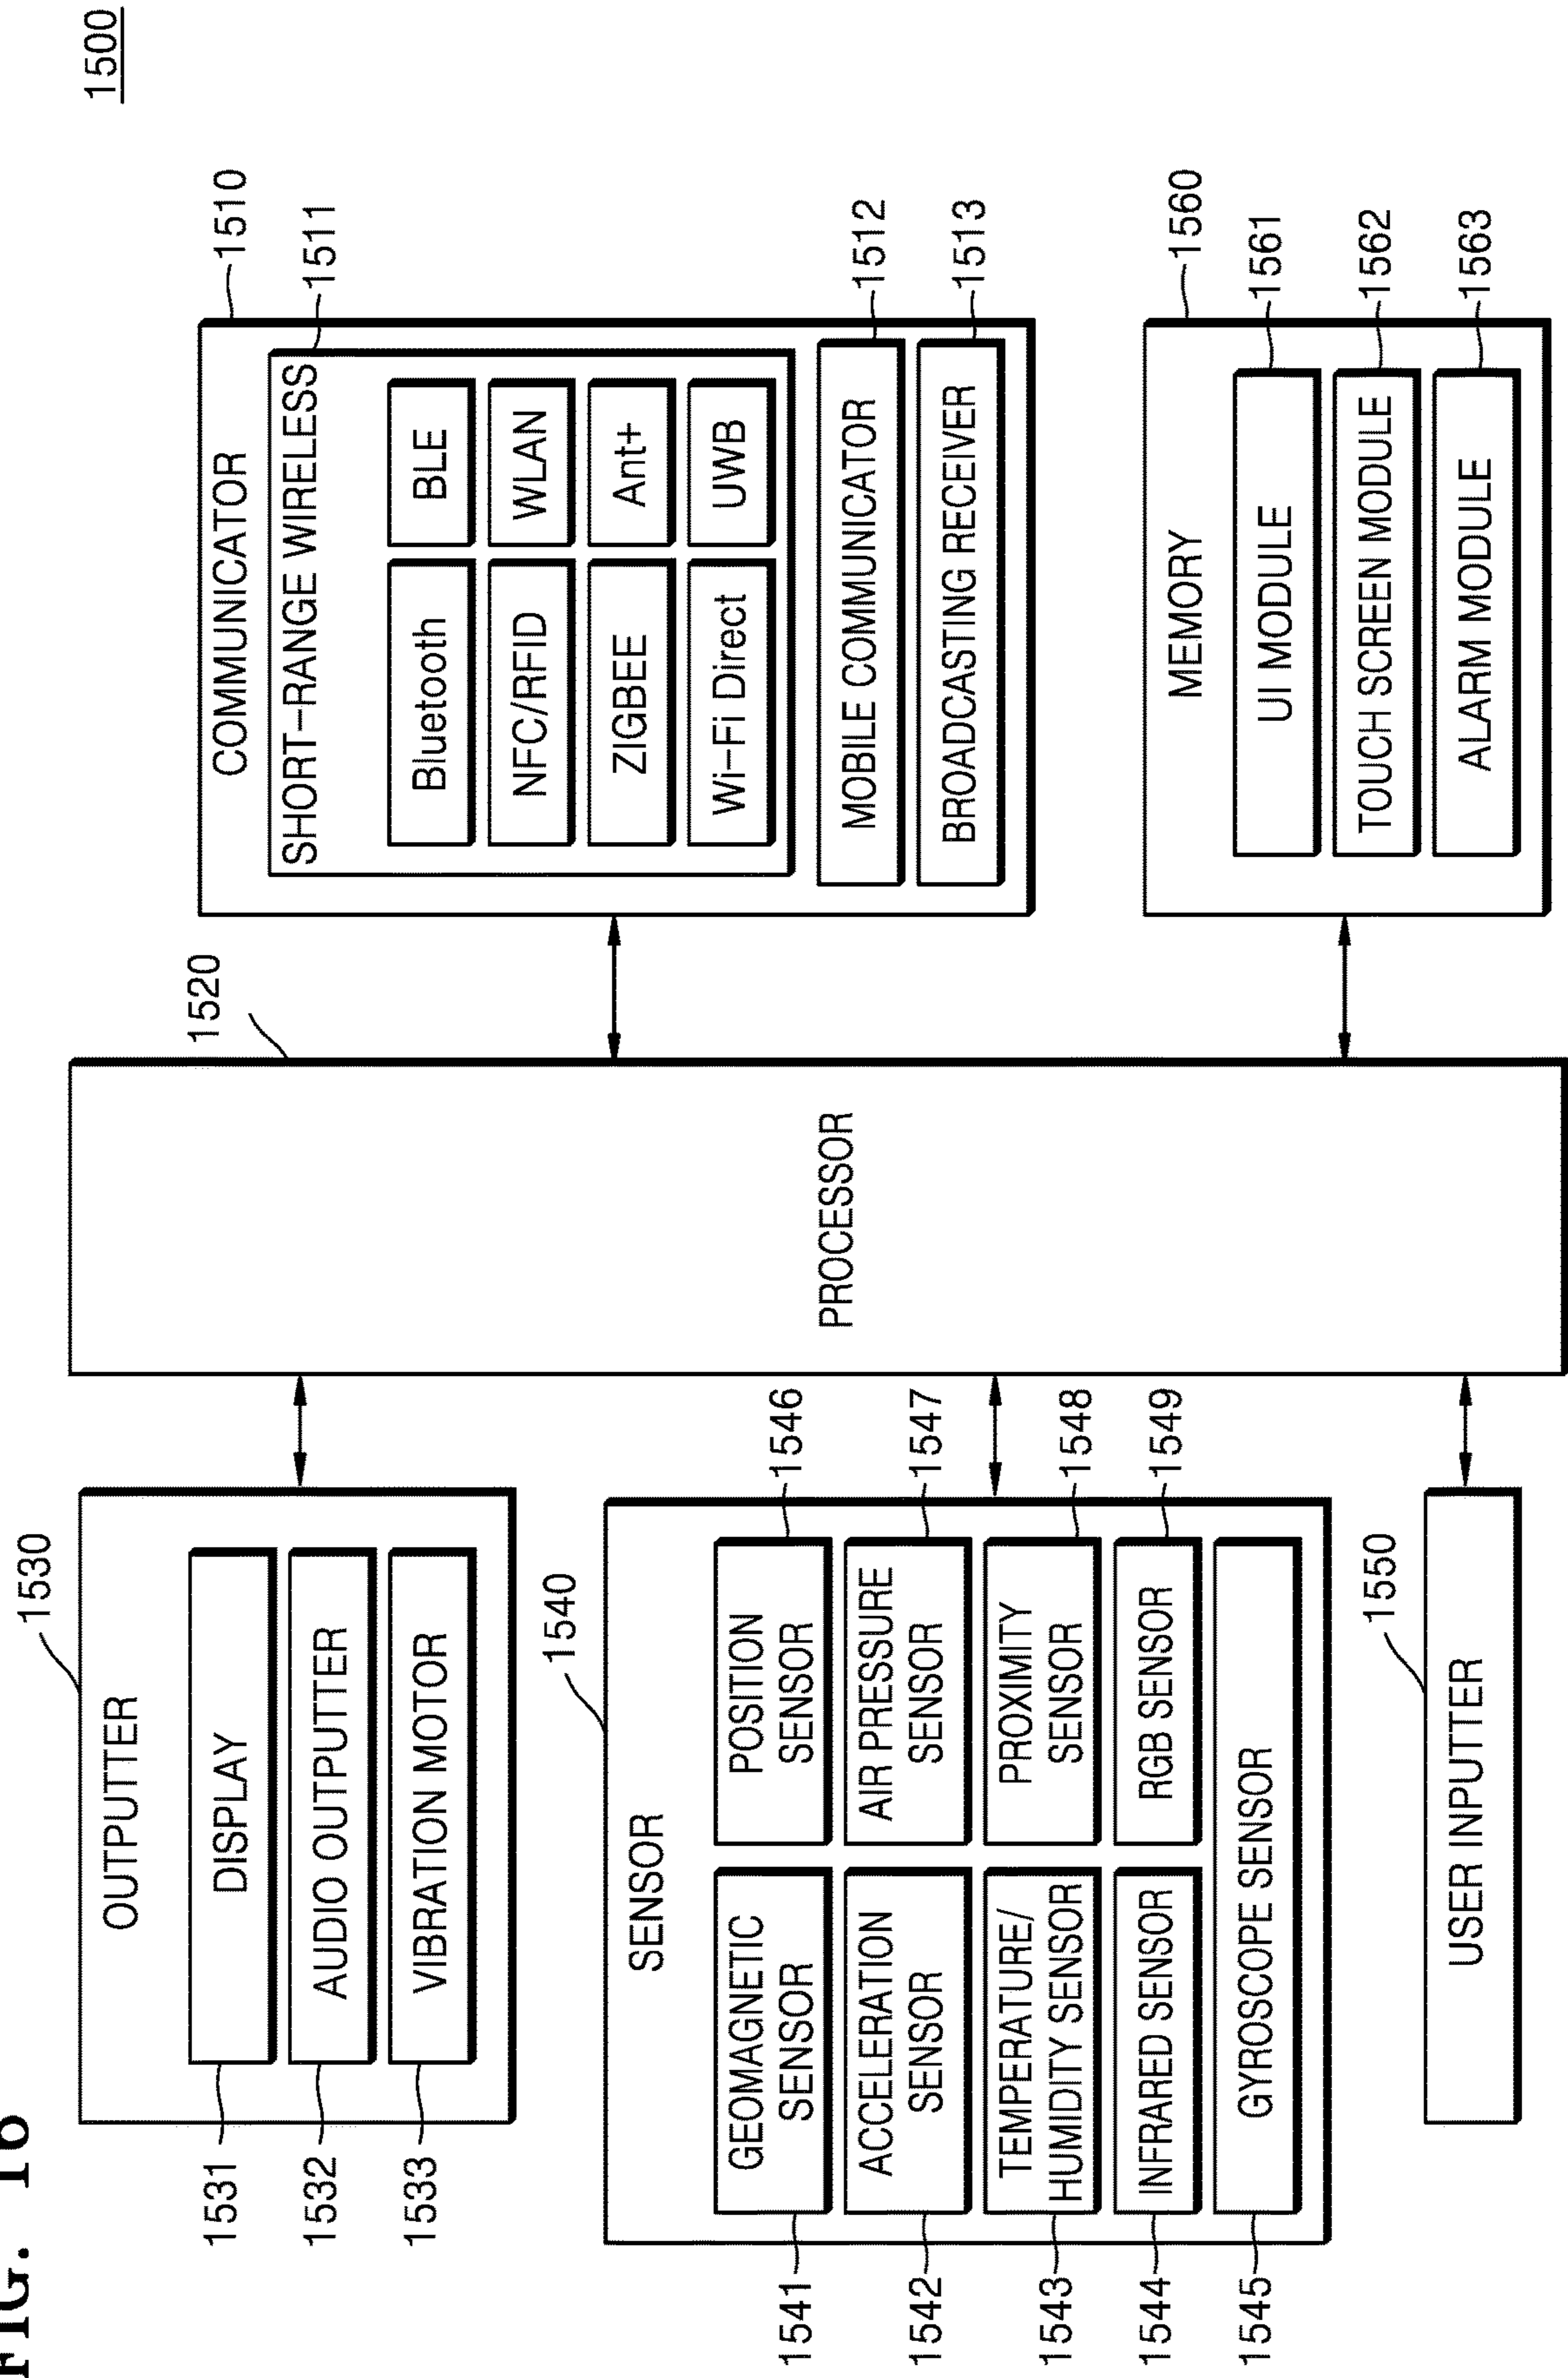 FIG. 16
1500
1530
OUTPUTTER
1531
DISPLAY
1532
AUDIO OUTPUTTER
1533
VIBRATION MOTOR
1540
SENSOR
1541
GEOMAGNETIC
SENSOR
POSITION
SENSOR
1546
1542
ACCELERATION
SENSOR
AIR PRESSURE
SENSOR
1547
1543
TEMPERATURE/
HUMIDITY SENSOR
PROXIMITY
SENSOR
1548
1544
INFRARED SENSOR
RGB SENSOR
1549
1545
GYROSCOPE SENSOR
1550
USER INPUTTER
1520
PROCESSOR
1510
COMMUNICATOR
1511
SHORT-RANGE WIRELESS
Bluetooth
BLE
NFC/RFID
WLAN
ZIGBEE
Ant+
Wi-Fi Direct
UWB
MOBILE COMMUNICATOR
1512
BROADCASTING RECEIVER
1513
1560
MEMORY
UI MODULE
1561
TOUCH SCREEN MODULE
1562
ALARM MODULE
1563